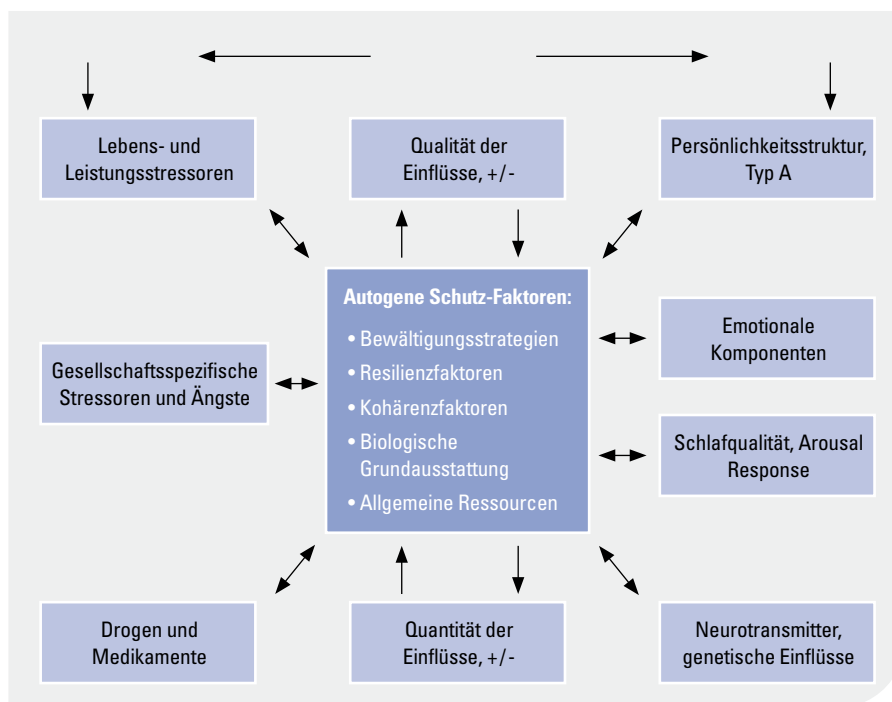 Lebens- und
Leistungsstressoren
Qualität der
Einflüsse, +/-
Persönlichkeitsstruktur,
Typ A
Autogene Schutz-Faktoren:
• Bewältigungsstrategien
• Resilienzfaktoren
• Kohärenzfaktoren
• Biologische
Grundausstattung
• Allgemeine Ressourcen
Gesellschaftsspezifische
Stressoren und Ängste
Emotionale
Komponenten
Schlafqualität, Arousal
Response
Drogen und
Medikamente
Quantität der
Einflüsse, +/-
Neurotransmitter,
genetische Einflüsse